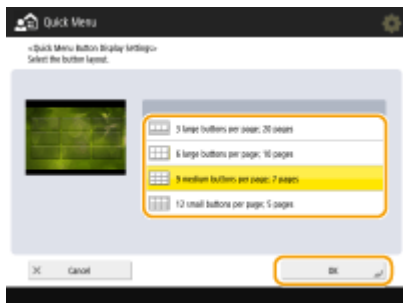 Quick Menu
<Quick Menu Button Display Settings>
Select the button layout.
3 large buttons per page; 20 pages
6 large buttons per page; 10 pages
9 medium buttons per page; 7 pages
12 small buttons per page; 5 pages
Cancel
OK